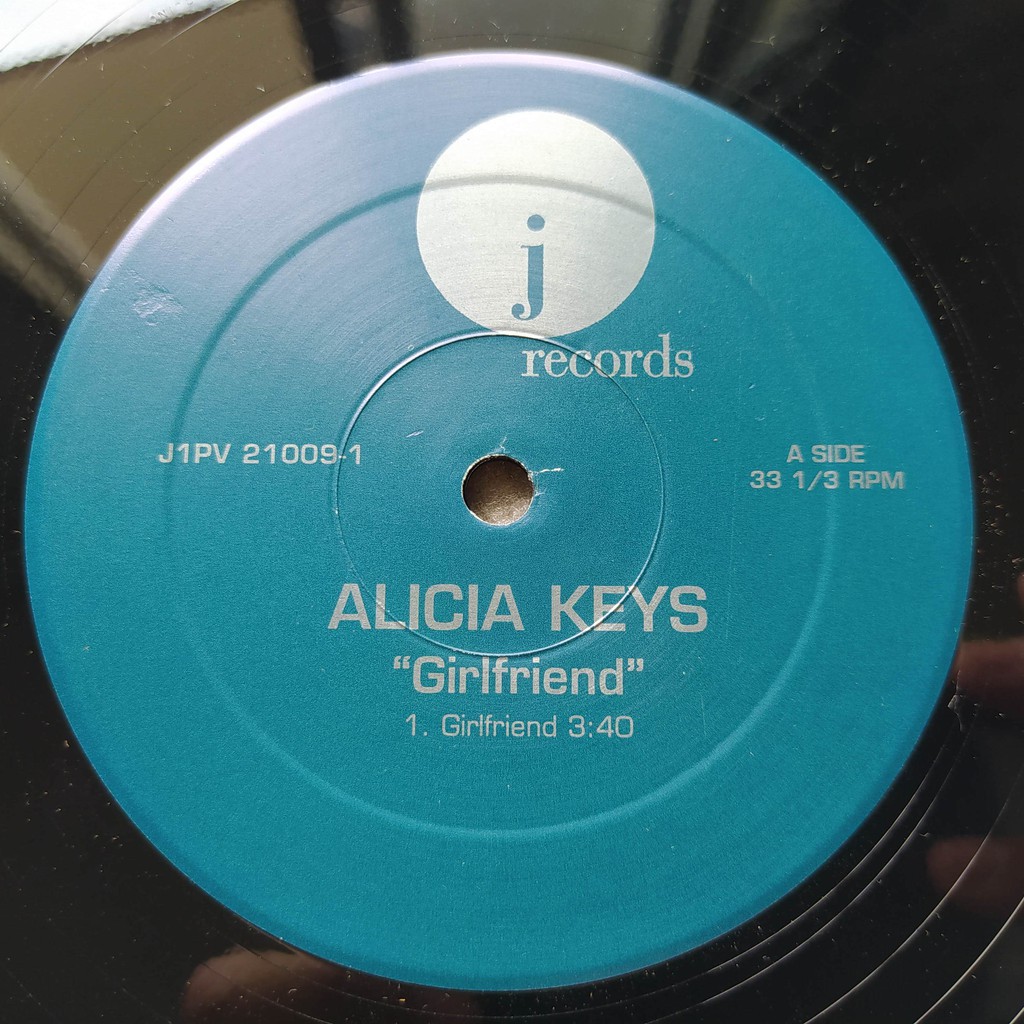 j
records
J1PV 21009-1
A SIDE
33 1/3 RPM
ALICIA KEYS
“Girlfriend”
1. Girlfriend 3:40